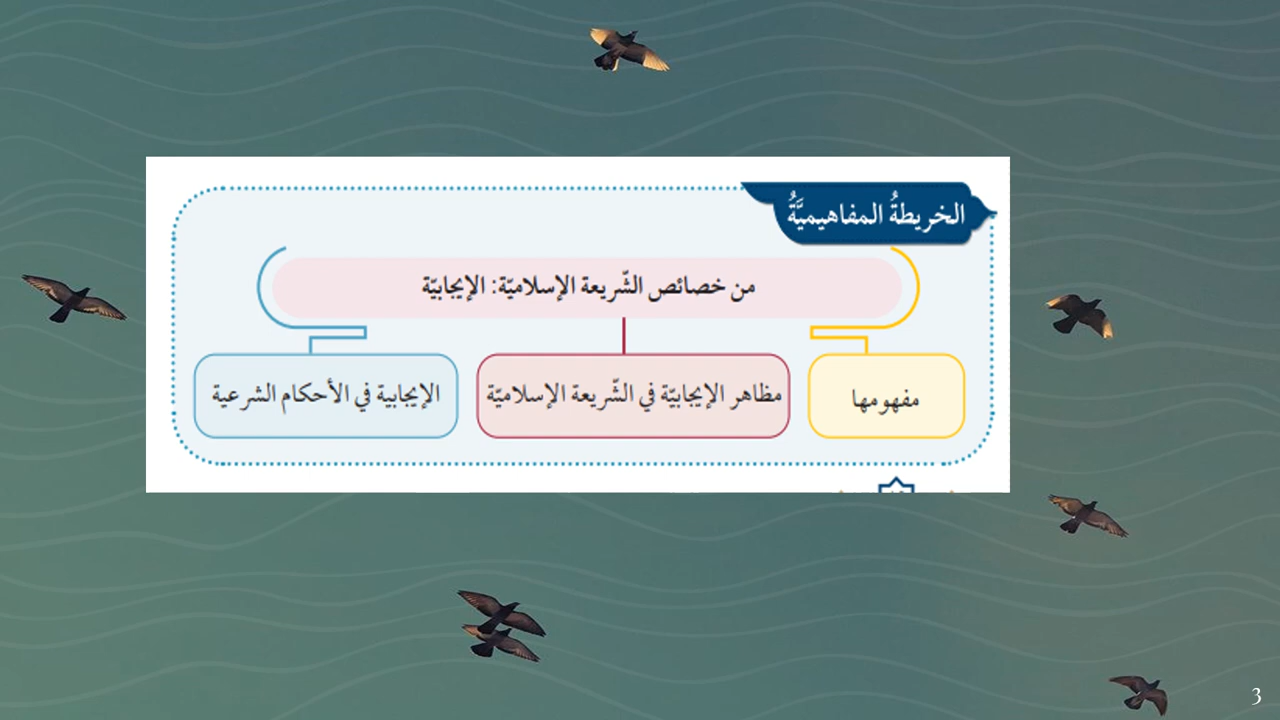 الخريطةُ المفاهيميَّةُ
من خصائص الشّريعة الإسلاميّة: الإيجابيّة
مفهومها
مظاهر الإيجابيّة في الشّريعة الإسلاميّة
الإيجابية في الأحكام الشرعية
3